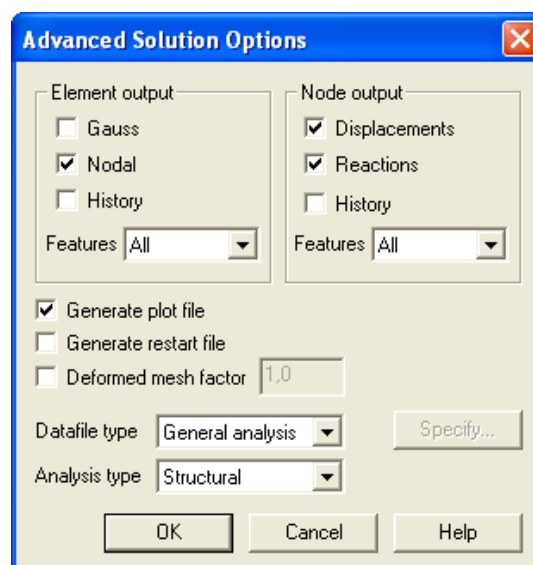 Advanced Solution Options
Element output
Gauss
Nodal
History
Features All
Node output
Displacements
Reactions
History
Features All
Generate plot file
Generate restart file
Deformed mesh factor 1,0
Datafile type General analysis Specify...
Analysis type Structural
OK Cancel Help